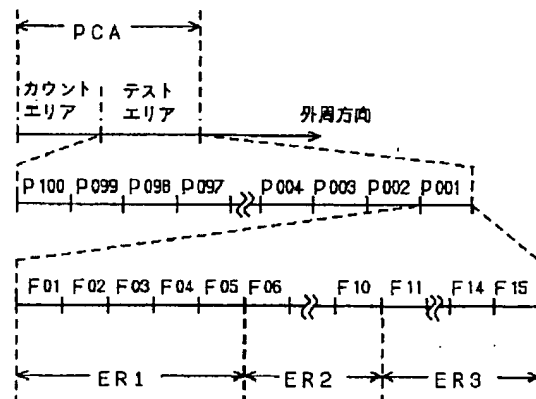 PCA
カウント
エリア
テスト
エリア
外周方向
P100 P099 P098 P097 P004 P003 P002 P001
F01 F02 F03 F04 F05 F06 F10 F11 F14 F15
ER1 ER2 ER3